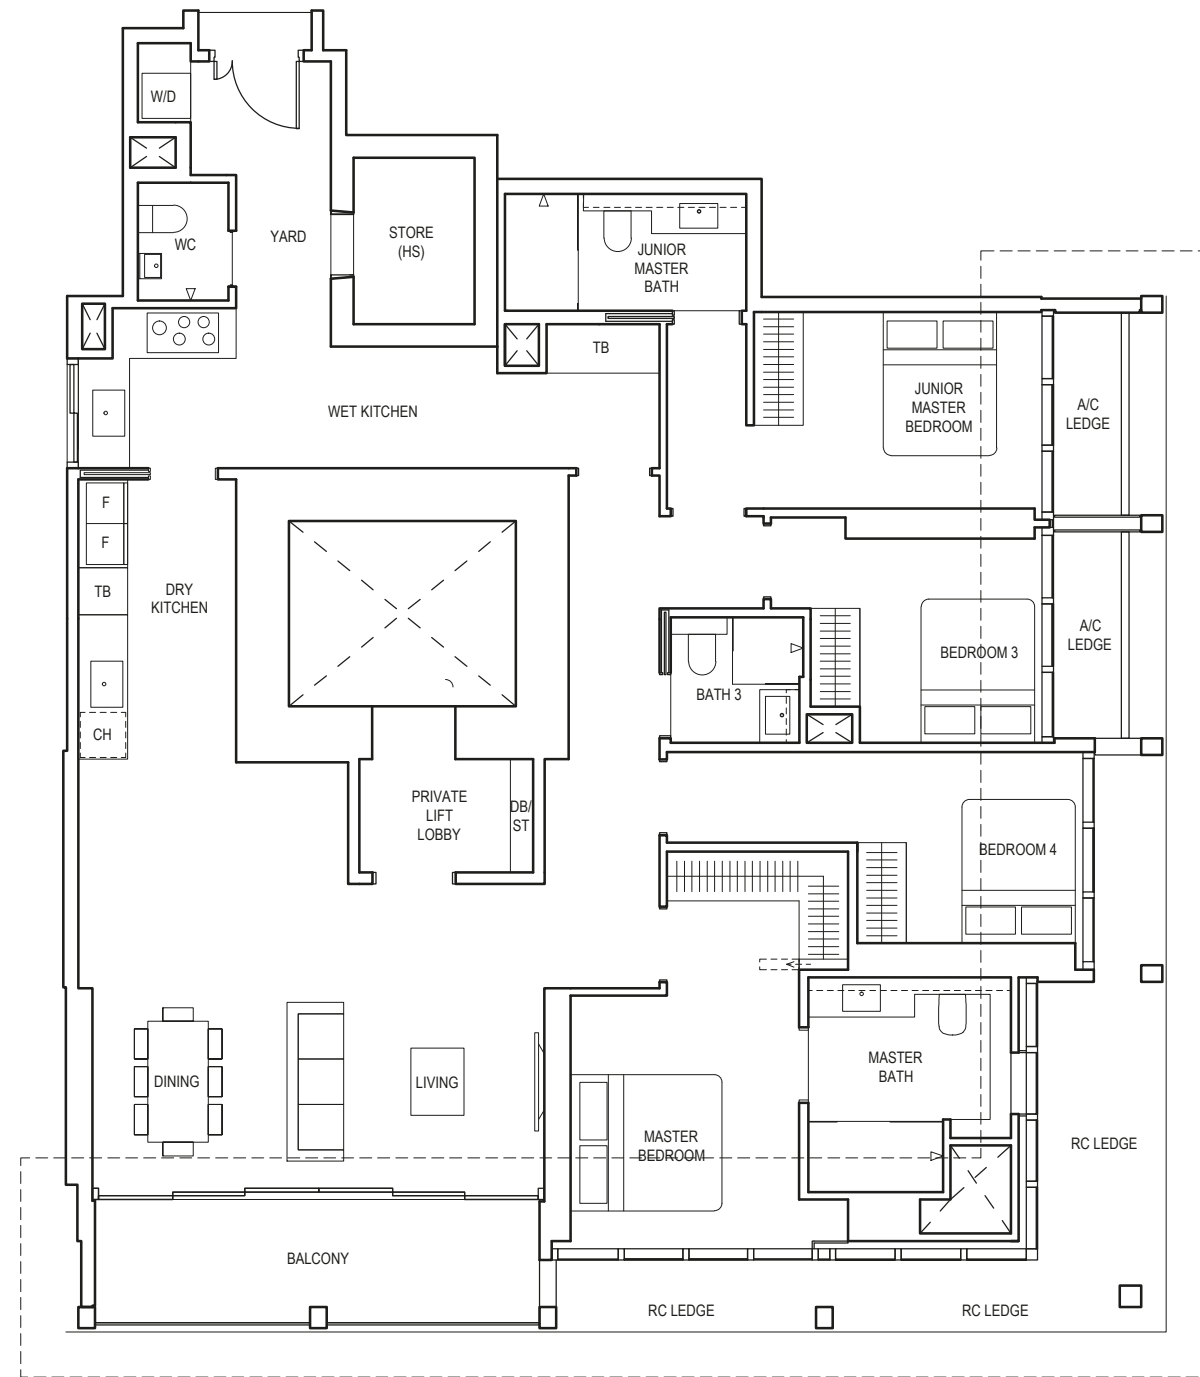 W/D
WC
YARD
STORE
(HS)
JUNIOR
MASTER
BATH
TB
WET KITCHEN
JUNIOR
MASTER
BEDROOM
A/C
LEDGE
F
F
TB
DRY
KITCHEN
CH
BATH 3
BEDROOM 3
A/C
LEDGE
PRIVATE
LIFT
LOBBY
DB/
ST
BEDROOM 4
DINING
LIVING
MASTER
BATH
MASTER
BEDROOM
RC LEDGE
BALCONY
RC LEDGE
RC LEDGE